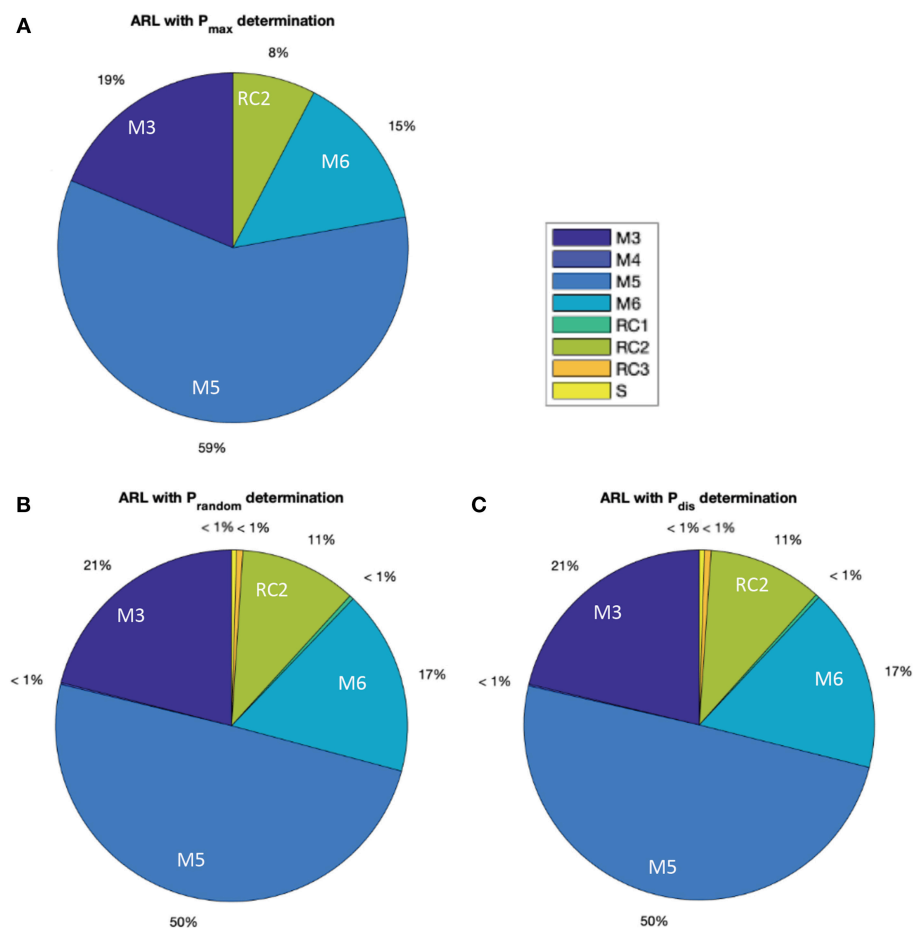 A
ARL with Pmax determination
8%
19%
RC2
M3
15%
M6
M5
59%
M3
M4
M5
M6
RC1
RC2
RC3
S
B
ARL with Prandom determination
< 1% < 1%
11%
21%
< 1%
RC2
M3
M6
17%
< 1%
M5
50%
C
ARL with Pdis determination
< 1% < 1%
11%
21%
< 1%
RC2
M3
M6
17%
< 1%
M5
50%